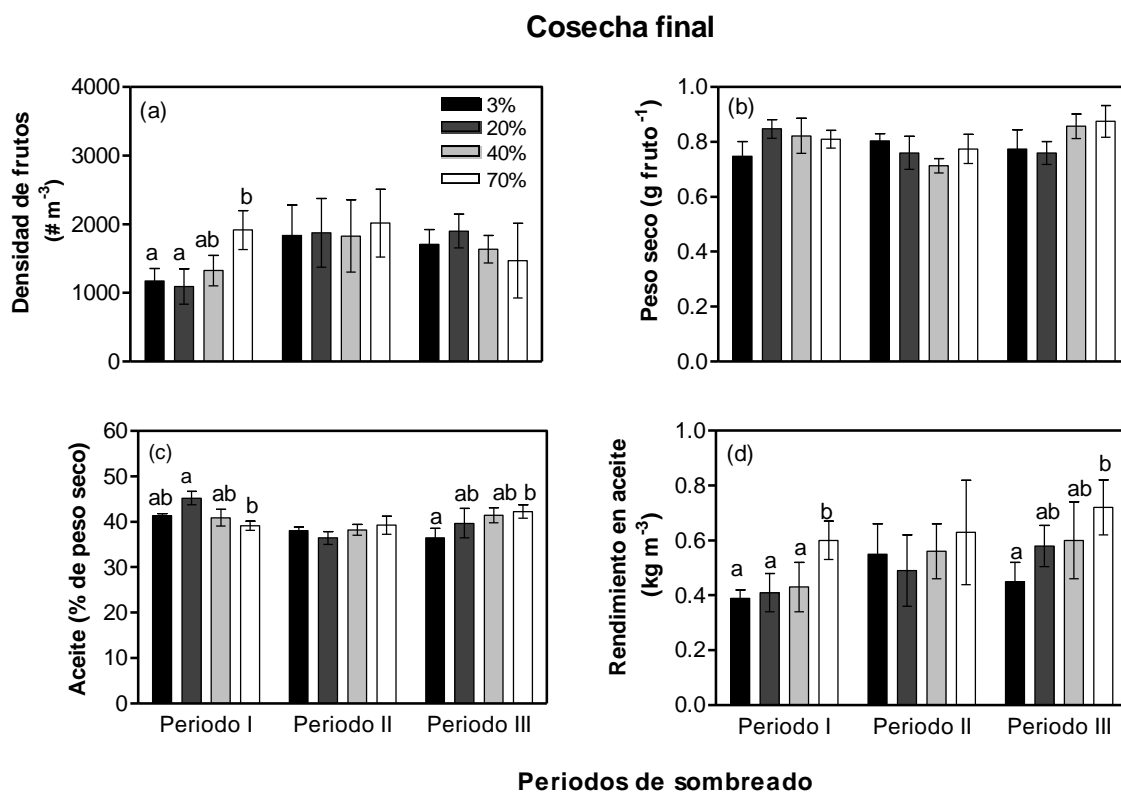 Cosecha final
Densidad de frutos
(# m⁻³)
4000
3000
2000
1000
0
(a)
3%
20%
40%
70%
a a ab b
Peso seco (g fruto⁻¹)
1.0
0.8
0.6
0.4
0.2
0.0
(b)
Aceite (% de peso seco)
60
50
40
30
20
10
0
(c)
ab a ab b
a ab ab b
Periodo I Periodo II Periodo III
Rendimiento en aceite
(kg m⁻³)
1.0
0.8
0.6
0.4
0.2
0.0
(d)
a a a b
a ab ab b
Periodo I Periodo II Periodo III
Periodos de sombreado